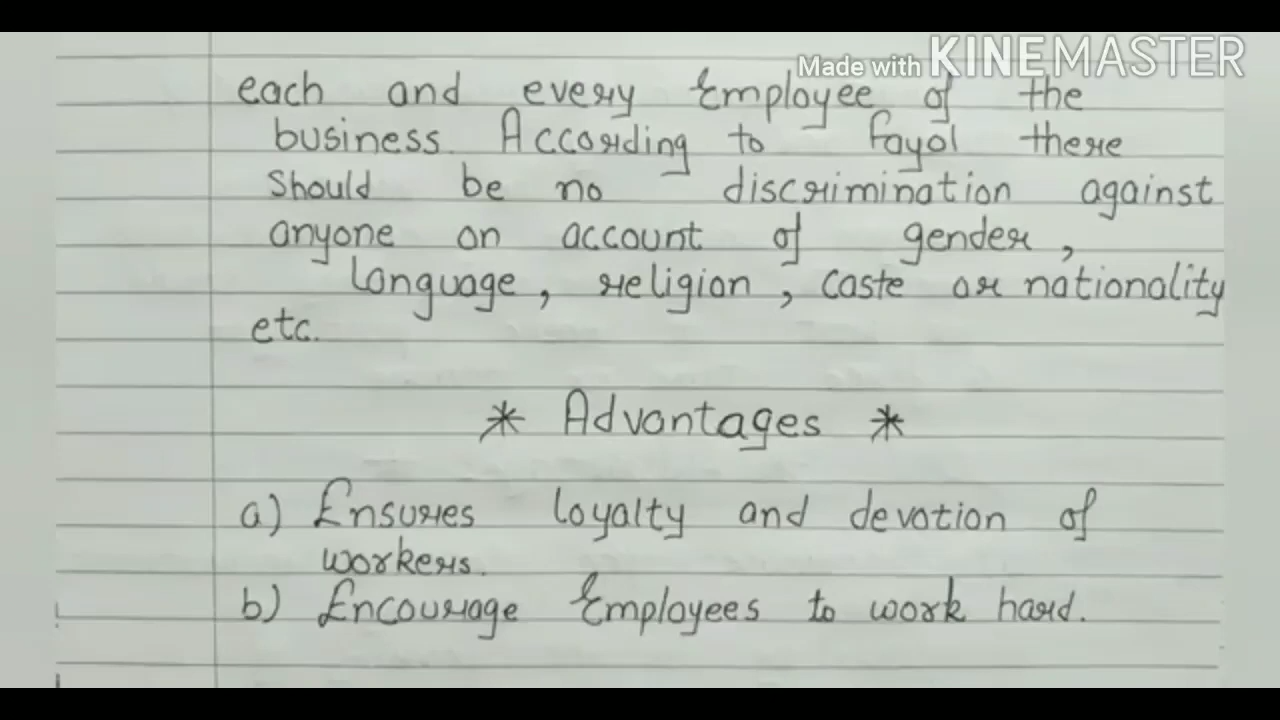 Made with KINEMASTER
each and every Employee of the
business. According to Fayol there
should be no discrimination against
anyone on account of gender,
language, religion, caste or nationality
etc.
* Advantages *
a) Ensures loyalty and devotion of
workers.
b) Encourage Employees to work hard.